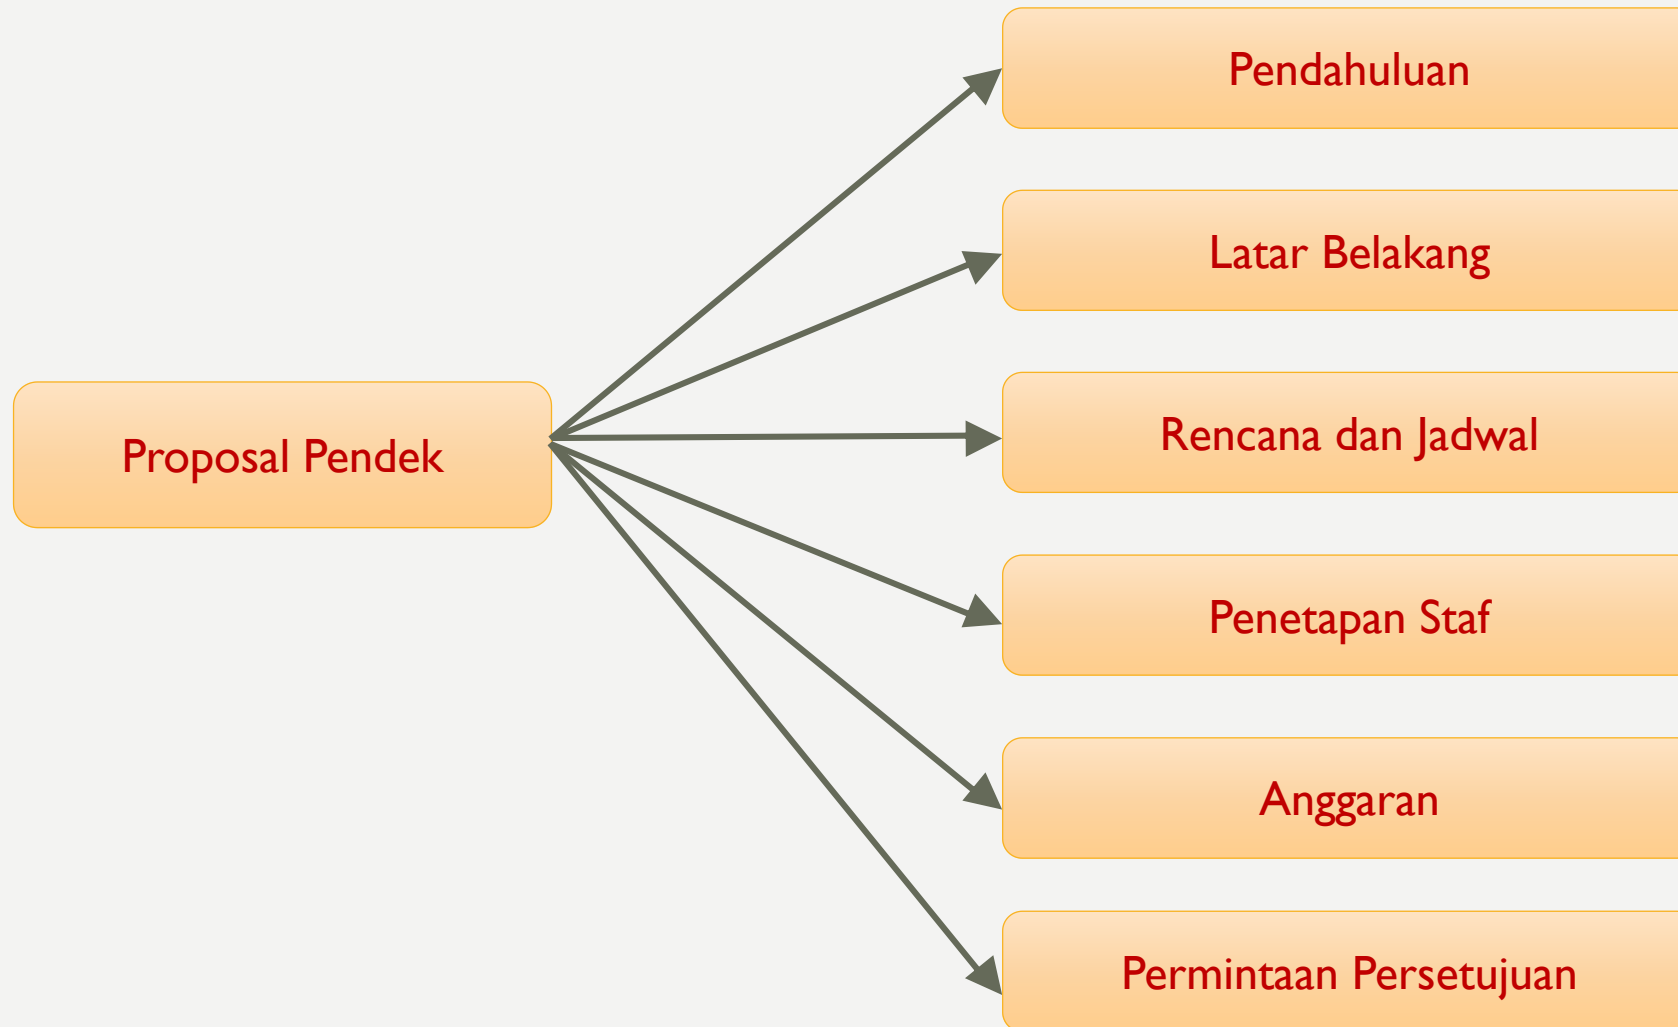 Proposal Pendek
Pendahuluan
Latar Belakang
Rencana dan Jadwal
Penetapan Staf
Anggaran
Permintaan Persetujuan